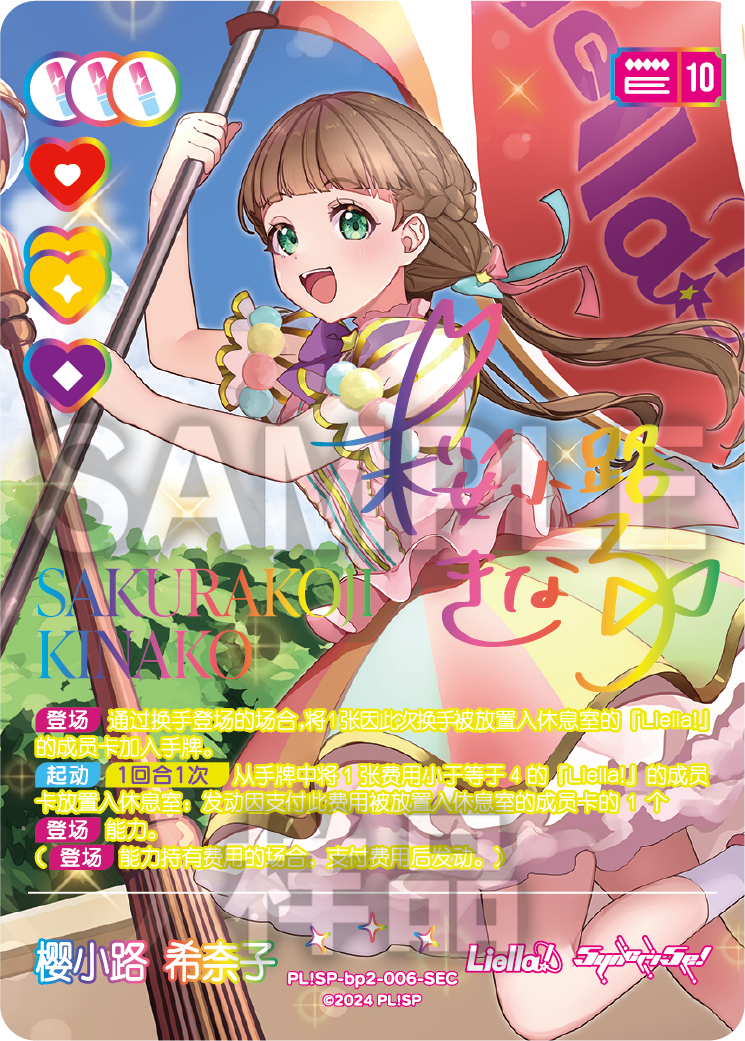 10
Liella!
SAMPLE
桜小路
きな子
SAKURAKOJI
KINAKO
登场 通过换手登场的场合,将1张因此次换手被放置入休息室的『Liella!』
的成员卡加入手牌。
起动 1回合1次 从手牌中将1张费用小于等于4的『Liella!』的成员
卡放置入休息室:发动因支付此费用被放置入休息室的成员卡的1个
登场 能力。
(登场 能力持有费用的场合,支付费用后发动。)
样品
樱小路 希奈子
PL!SP-bp2-006-SEC
©2024 PL!SP
Liella!
5yncri5e!